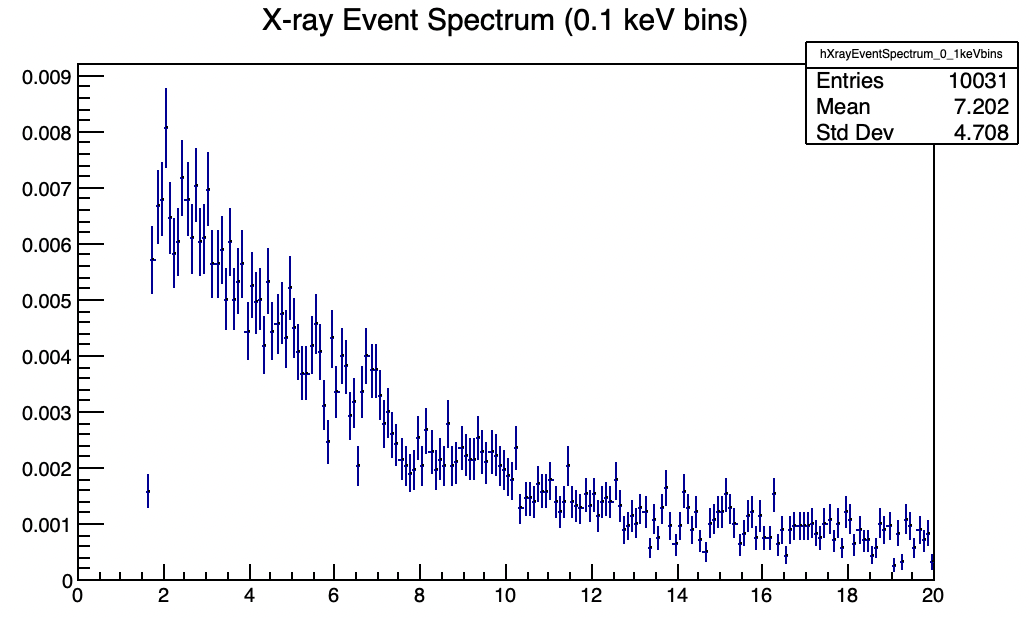 X-ray Event Spectrum (0.1 keV bins)
hXrayEventSpectrum_0_1keVbins
Entries 10031
Mean 7.202
Std Dev 4.708
0.009
0.008
0.007
0.006
0.005
0.004
0.003
0.002
0.001
0
0 2 4 6 8 10 12 14 16 18 20